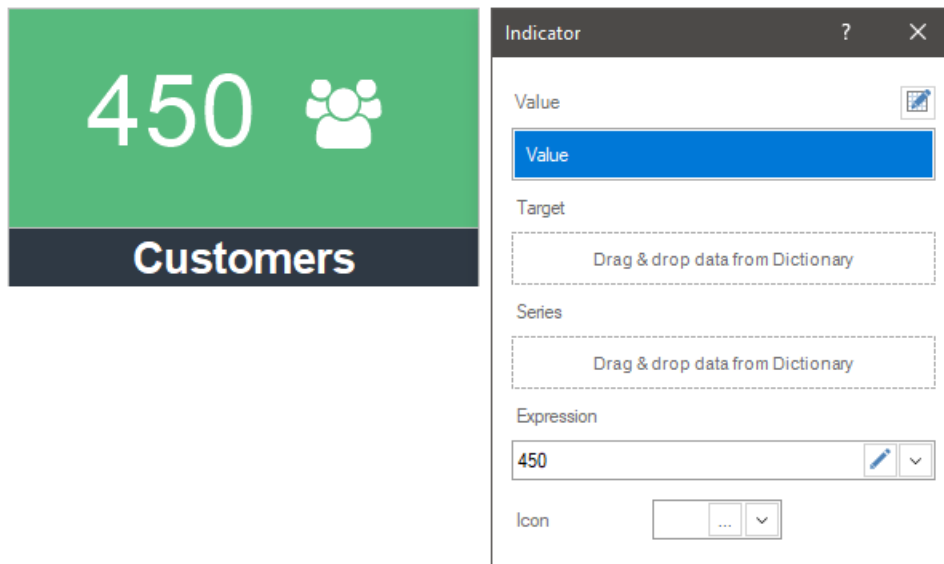 450
Customers
Indicator ?
Value
Value
Target
Drag & drop data from Dictionary
Series
Drag & drop data from Dictionary
Expression
450
Icon ...